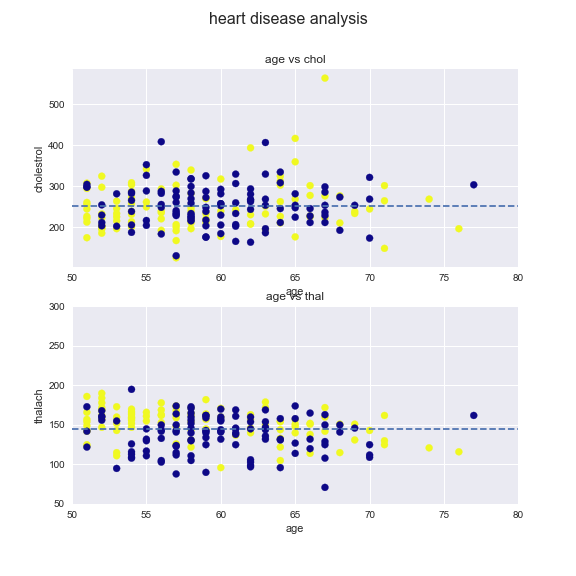 heart disease analysis
age vs chol
500
400
300
200
cholestrol
50 55 60 65 70 75 80
age
age vs thal
300
250
200
150
100
50
thalach
50 55 60 65 70 75 80
age